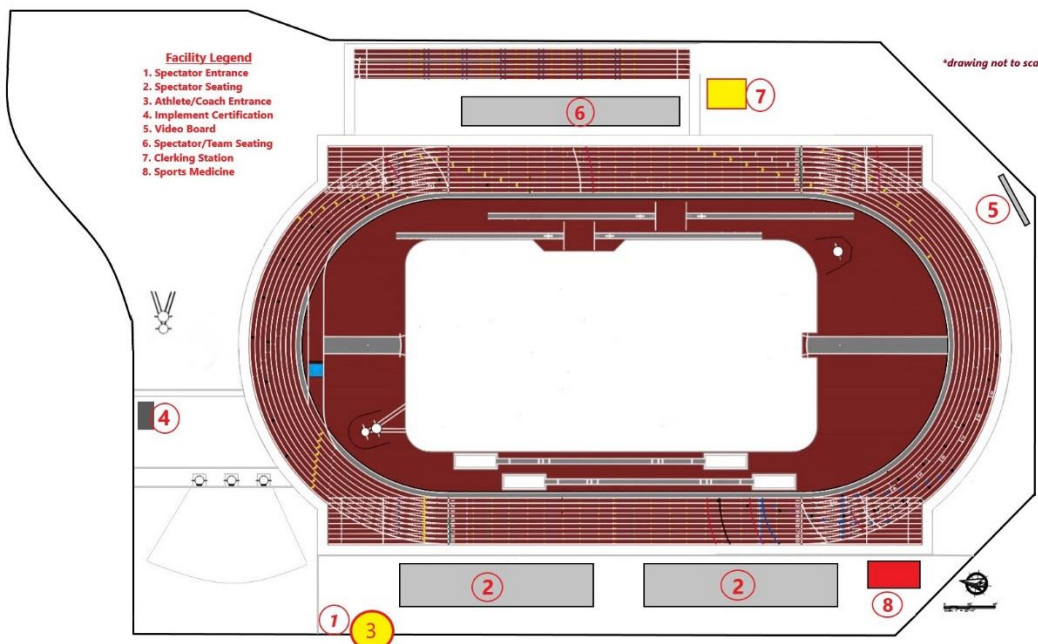 Facility Legend
1. Spectator Entrance
2. Spectator Seating
3. Athlete/Coach Entrance
4. Implement Certification
5. Video Board
6. Spectator/Team Seating
7. Clerking Station
8. Sports Medicine
*drawing not to sca
6
7
5
4
2
2
8
1
3